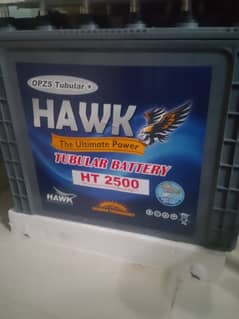 OPZS Tubular +
HAWK
The Ultimate Power
TUBULAR BATTERY
HT 2500
HAWK